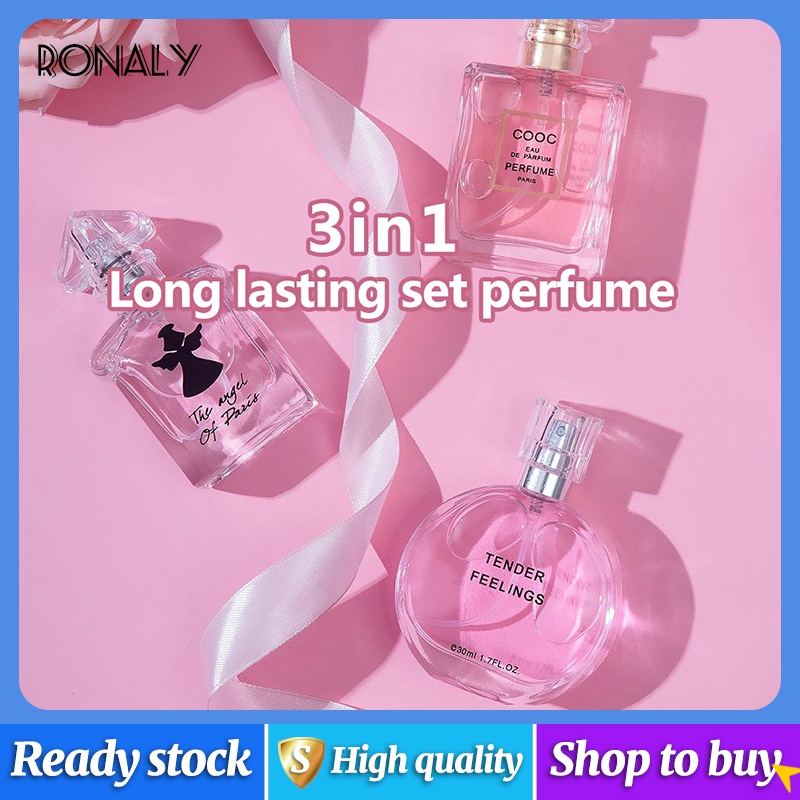 RONALY
COOC
EAU
DE PARFUM
PERFUME
PARIS
3in1
Long lasting set perfume
The angel
Of Paris
TENDER
FEELINGS
e30ml 1.7FL.OZ.
Ready stock
S High quality
Shop to buy